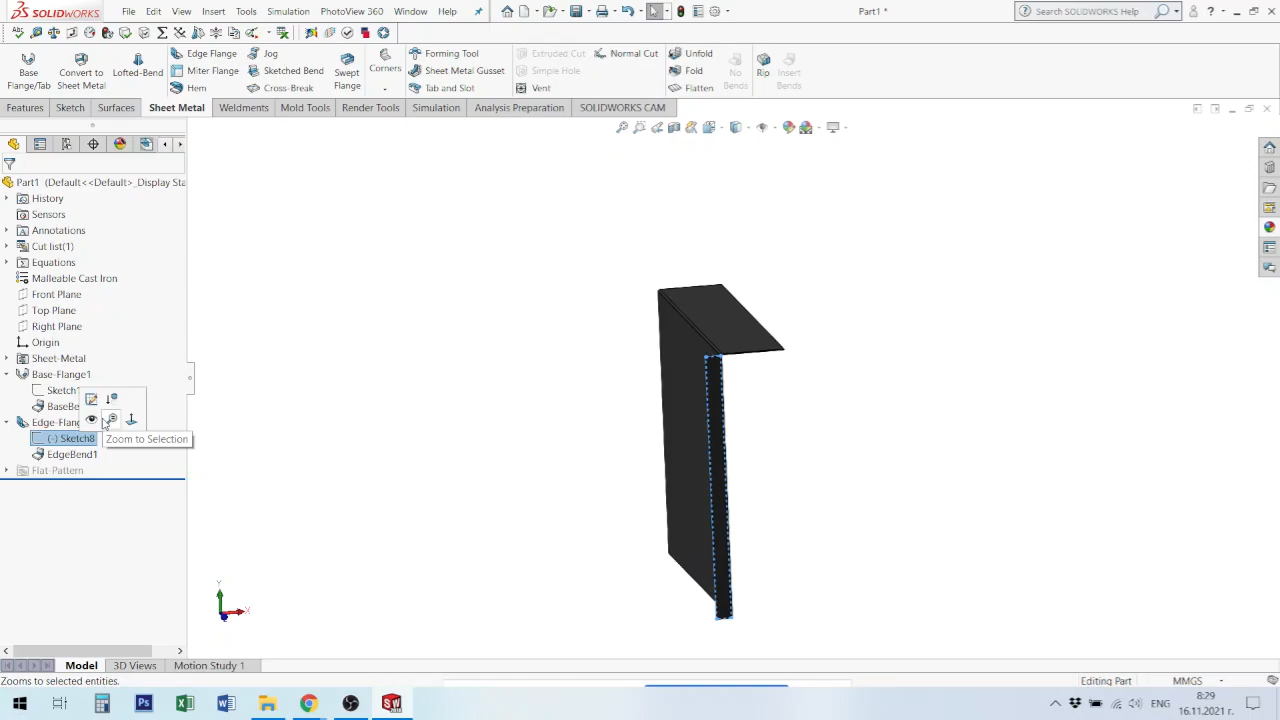 SOLIDWORKS File Edit View Insert Tools Simulation PhotoView 360 Window Help Part1 * Search SOLIDWORKS Help
Base Flange/Tab
Convert to Sheet Metal
Lofted-Bend
Edge Flange
Miter Flange
Hem
Jog
Sketched Bend
Cross-Break
Swept Flange
Corners
Forming Tool
Sheet Metal Gusset
Tab and Slot
Extruded Cut
Simple Hole
Vent
Normal Cut
Unfold
Fold
Flatten
No Bends
Rip
Insert Bends
Features Sketch Surfaces Sheet Metal Weldments Mold Tools Render Tools Simulation Analysis Preparation SOLIDWORKS CAM
Part1 (Default<<Default>_Display Sta
History
Sensors
Annotations
Cut list(1)
Equations
Malleable Cast Iron
Front Plane
Top Plane
Right Plane
Origin
Sheet-Metal
Base-Flange1
Sketch
BaseBe
Edge-Flan
(-) Sketch8
Zoom to Selection
EdgeBend1
Flat-Pattern
Y
X
Model 3D Views Motion Study 1
Zooms to selected entities. Editing Part MMGS
ENG 8:29
16.11.2021 г.